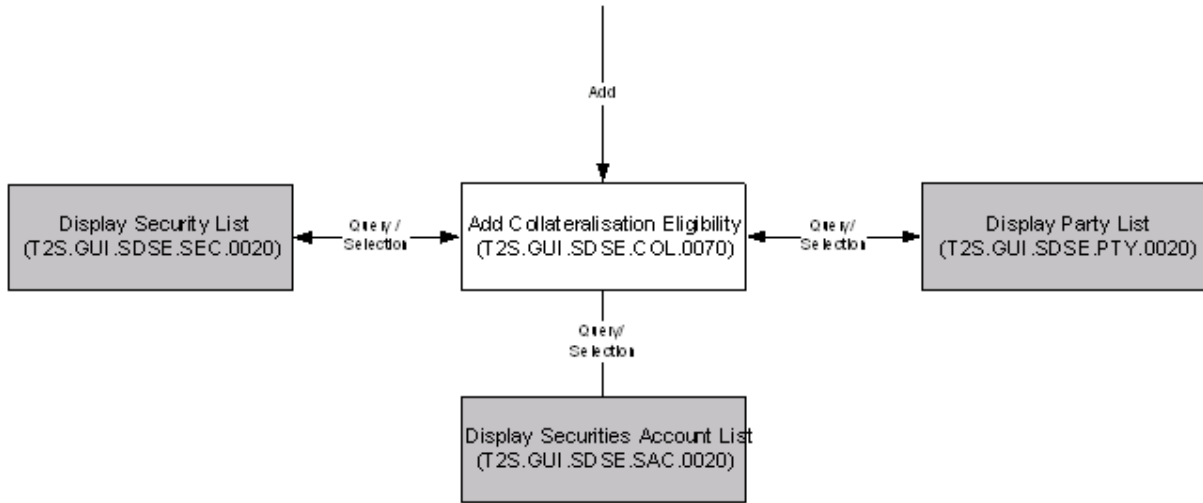 Add
Display Security List
(T2S.GUI.SDSE.SEC.0020)
Query/
Selection
Add Collateralisation Eligibility
(T2S.GUI.SDSE.COL.0070)
Query/
Selection
Display Party List
(T2S.GUI.SDSE.PTY.0020)
Query/
Selection
Display Securities Account List
(T2S.GUI.SDSE.SAC.0020)